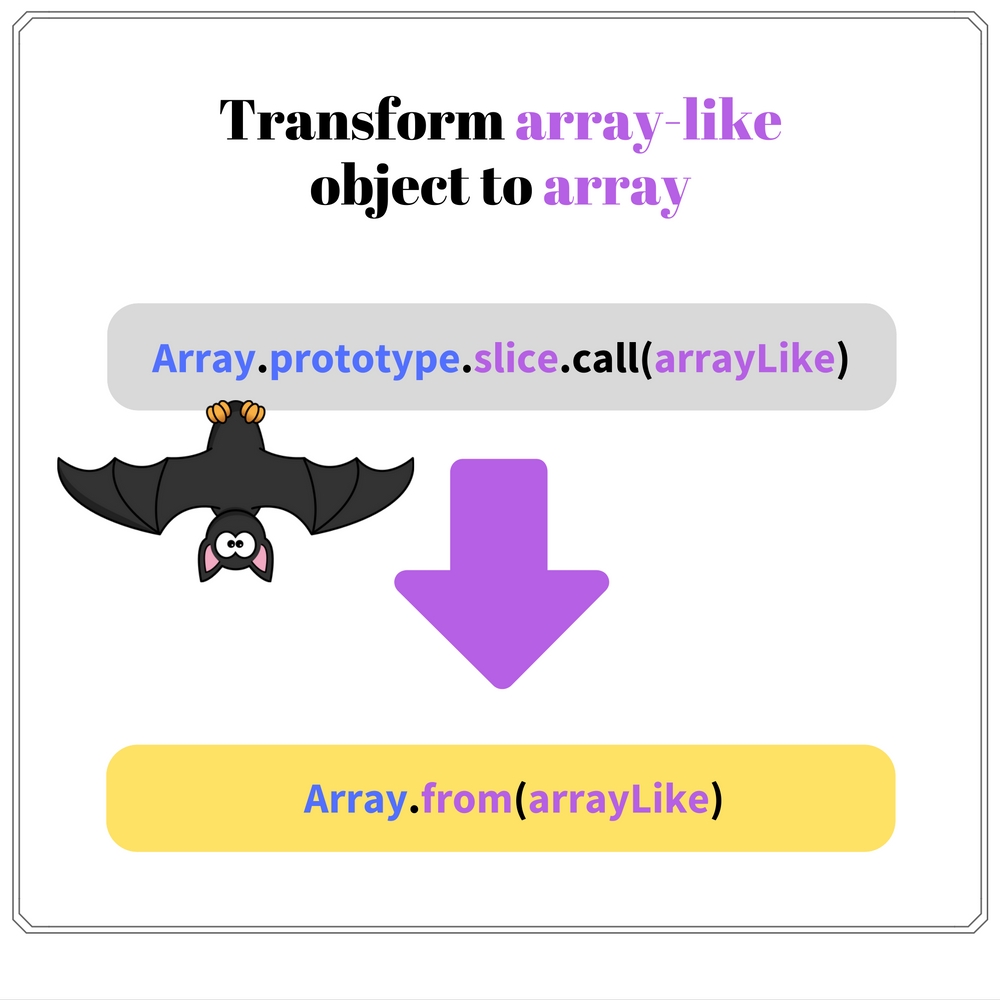 Transform array-like
object to array
Array.prototype.slice.call(arrayLike)
Array.from(arrayLike)